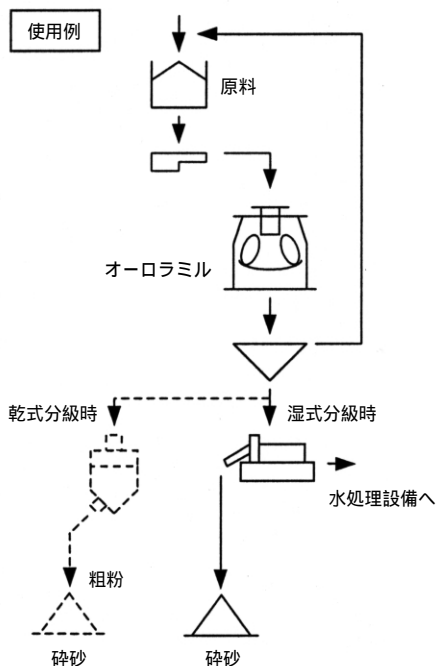 使用例
原料
オーロラミル
乾式分級時
湿式分級時
水処理設備へ
粗粉
砕砂
砕砂